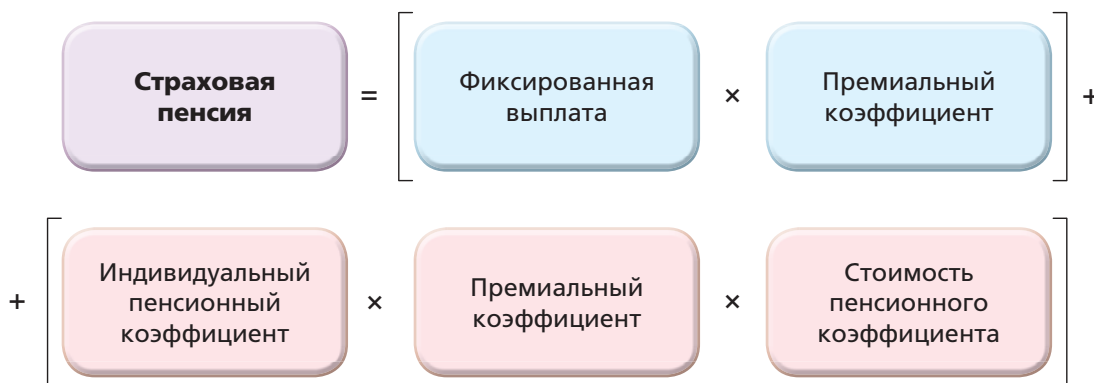 Страховая
пенсия
=
Фиксированная
выплата
×
Премиальный
коэффициент
+
+
Индивидуальный
пенсионный
коэффициент
×
Премиальный
коэффициент
×
Стоимость
пенсионного
коэффициента